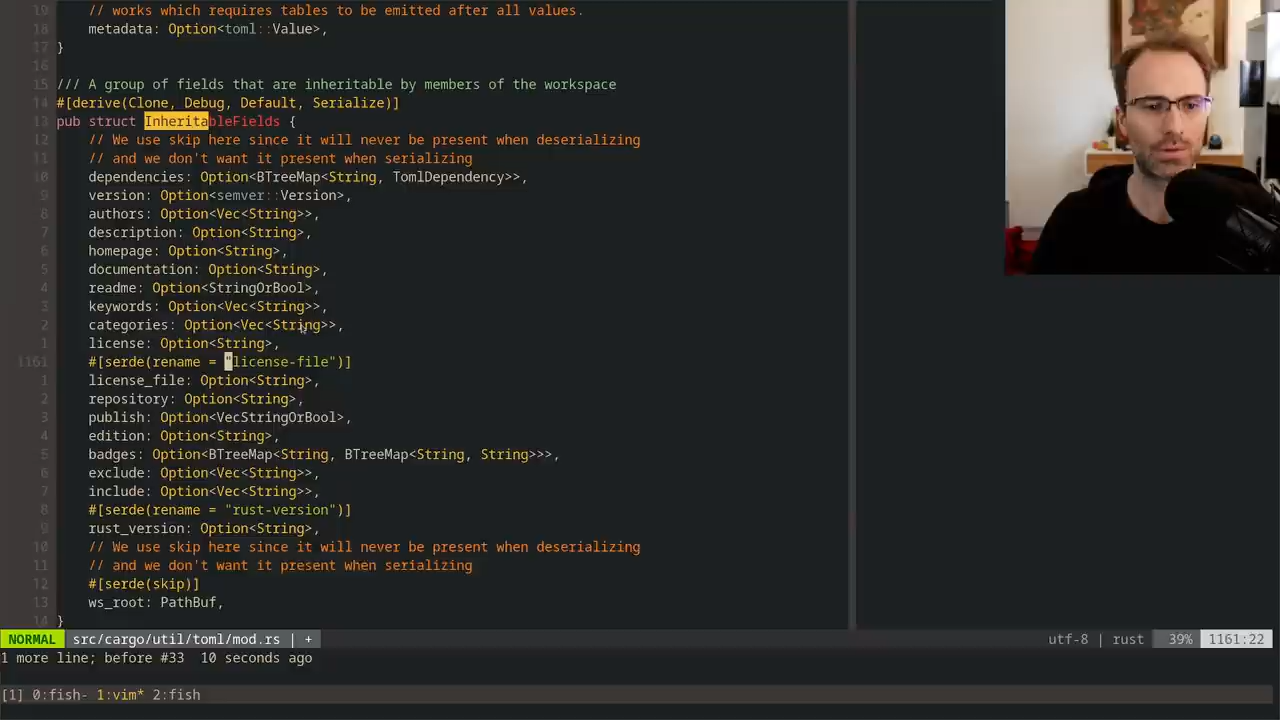 19 // works which requires tables to be emitted after all values.
18 metadata: Option<toml::Value>,
17 }
16
15 /// A group of fields that are inheritable by members of the workspace
14 #[derive(Clone, Debug, Default, Serialize)]
13 pub struct InheritableFields {
12 // We use skip here since it will never be present when deserializing
11 // and we don't want it present when serializing
10 dependencies: Option<BTreeMap<String, TomlDependency>>,
9 version: Option<semver::Version>,
8 authors: Option<Vec<String>>,
7 description: Option<String>,
6 homepage: Option<String>,
5 documentation: Option<String>,
4 readme: Option<StringOrBool>,
3 keywords: Option<Vec<String>>,
2 categories: Option<Vec<String>>,
1 license: Option<String>,
1161 #[serde(rename = "license-file")]
1 license_file: Option<String>,
2 repository: Option<String>,
3 publish: Option<VecStringOrBool>,
4 edition: Option<String>,
5 badges: Option<BTreeMap<String, BTreeMap<String, String>>>,
6 exclude: Option<Vec<String>>,
7 include: Option<Vec<String>>,
8 #[serde(rename = "rust-version")]
9 rust_version: Option<String>,
10 // We use skip here since it will never be present when deserializing
11 // and we don't want it present when serializing
12 #[serde(skip)]
13 ws_root: PathBuf,
14 }
NORMAL src/cargo/util/toml/mod.rs | + utf-8 | rust 39% 1161:22
1 more line; before #33 10 seconds ago
[1] 0:fish- 1:vim* 2:fish